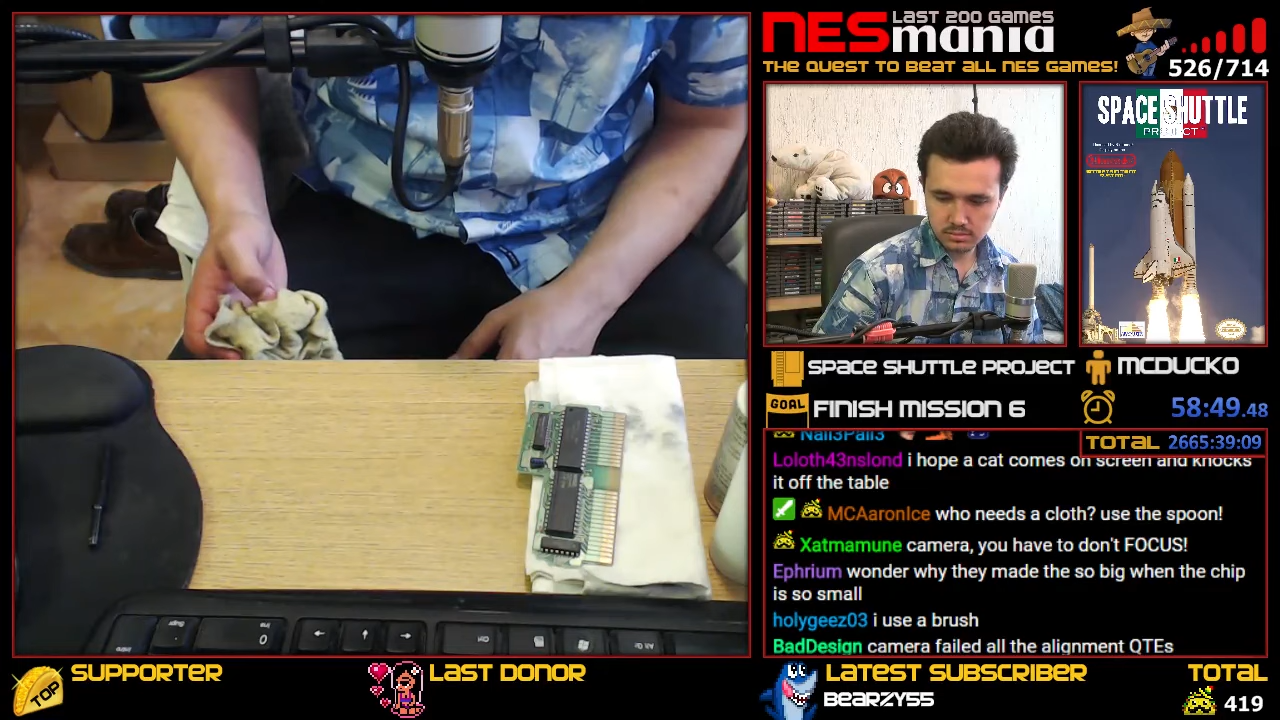 NESmania
LAST 200 GAMES
THE QUEST TO BEAT ALL NES GAMES!
526/714
SPACE SHUTTLE
PROJECT
SPACE SHUTTLE PROJECT
MCDUCKO
GOAL
FINISH MISSION 6
58:49.48
TOTAL 2665:39:09
Nali3Pali3
Loloth43nslond i hope a cat comes on screen and knocks
it off the table
MCAaronIce who needs a cloth? use the spoon!
Xatmamune camera, you have to don't FOCUS!
Ephrium wonder why they made the so big when the chip
is so small
holygeez03 i use a brush
BadDesign camera failed all the alignment QTEs
TOP
SUPPORTER
LAST DONOR
LATEST SUBSCRIBER
BEARZY55
TOTAL
419